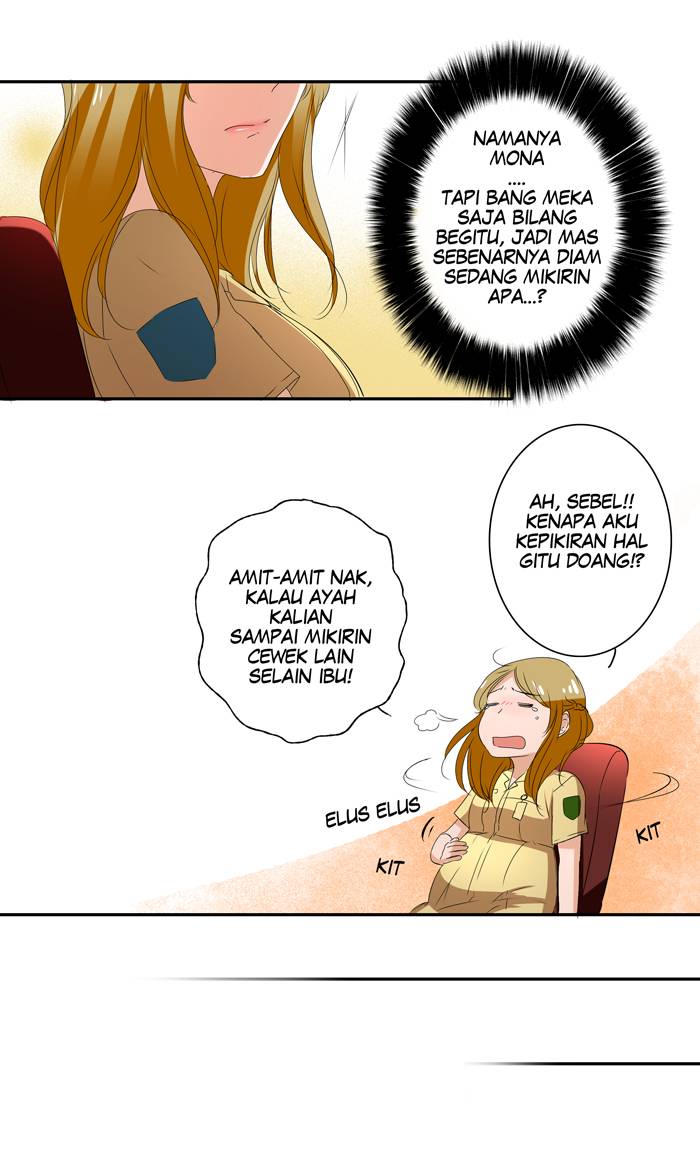 NAMANYA
MONA
....
TAPI BANG MEKA
SAJA BILANG
BEGITU, JADI MAS
SEBENARNYA DIAM
SEDANG MIKIRIN
APA...?
AH, SEBEL!!
KENAPA AKU
KEPIKIRAN HAL
GITU DOANG!?
AMIT-AMIT NAK,
KALAU AYAH
KALIAN
SAMPAI MIKIRIN
CEWEK LAIN
SELAIN IBU!
ELUS ELUS
KIT
KIT